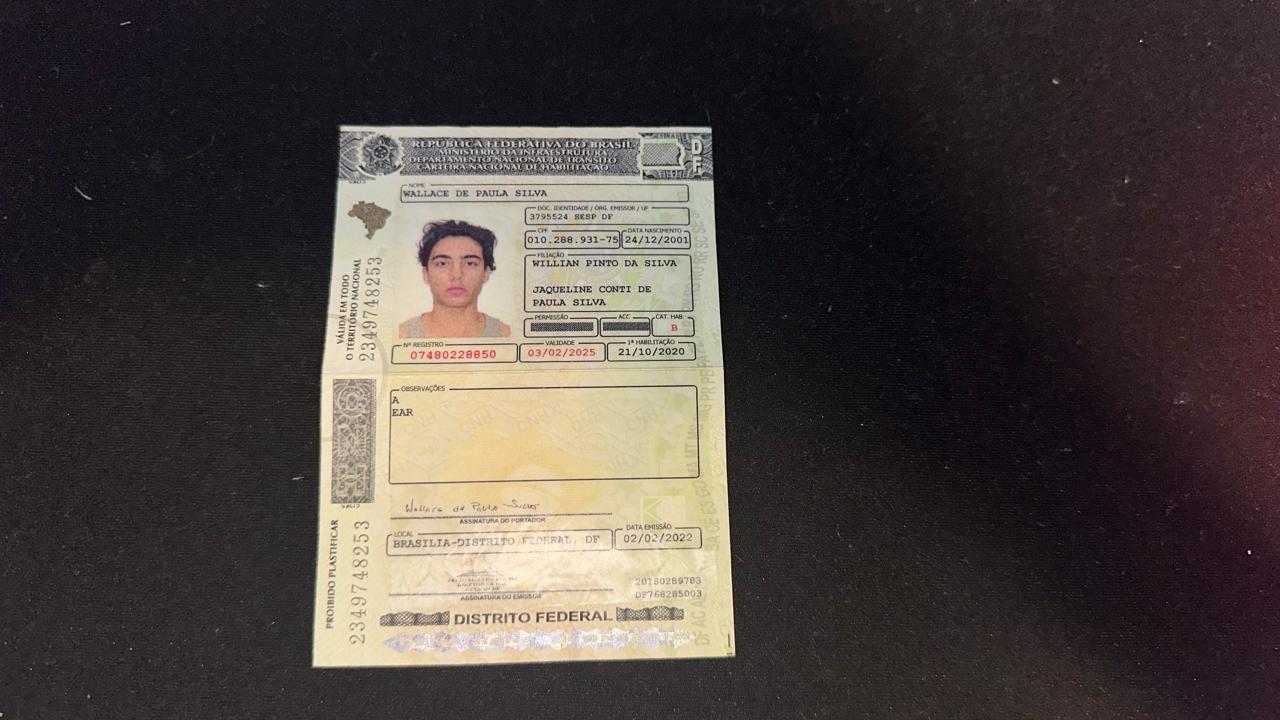 REPÚBLICA FEDERATIVA DO BRASIL
MINISTÉRIO DA INFRAESTRUTURA
DEPARTAMENTO NACIONAL DE TRÂNSITO
CARTEIRA NACIONAL DE HABILITAÇÃO
DF
NOME
WALLACE DE PAULA SILVA
DOC. IDENTIDADE / ÓRG. EMISSOR / UF
3795524 SESP DF
CPF
010.288.931-75
DATA NASCIMENTO
24/12/2001
FILIAÇÃO
WILLIAN PINTO DA SILVA
JAQUELINE CONTI DE
PAULA SILVA
PERMISSÃO
ACC
CAT. HAB.
B
Nº REGISTRO
07480228850
VALIDADE
03/02/2025
1ª HABILITAÇÃO
21/10/2020
VÁLIDA EM TODO
O TERRITÓRIO NACIONAL
2349748253
OBSERVAÇÕES
A
EAR
Wallace de Paula Silva
ASSINATURA DO PORTADOR
LOCAL
BRASILIA-DISTRITO FEDERAL, DF
DATA EMISSÃO
02/02/2022
ASSINATURA DO EMISSOR
20180289783
DF768285003
PROIBIDO PLASTIFICAR
2349748253
DISTRITO FEDERAL